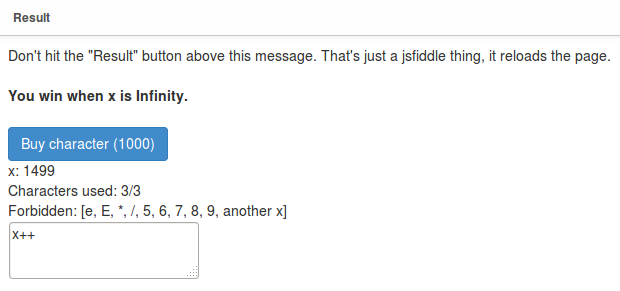 Result
Don't hit the "Result" button above this message. That's just a jsfiddle thing, it reloads the page.
You win when x is Infinity.
Buy character (1000)
x: 1499
Characters used: 3/3
Forbidden: [e, E, *, /, 5, 6, 7, 8, 9, another x]
x++